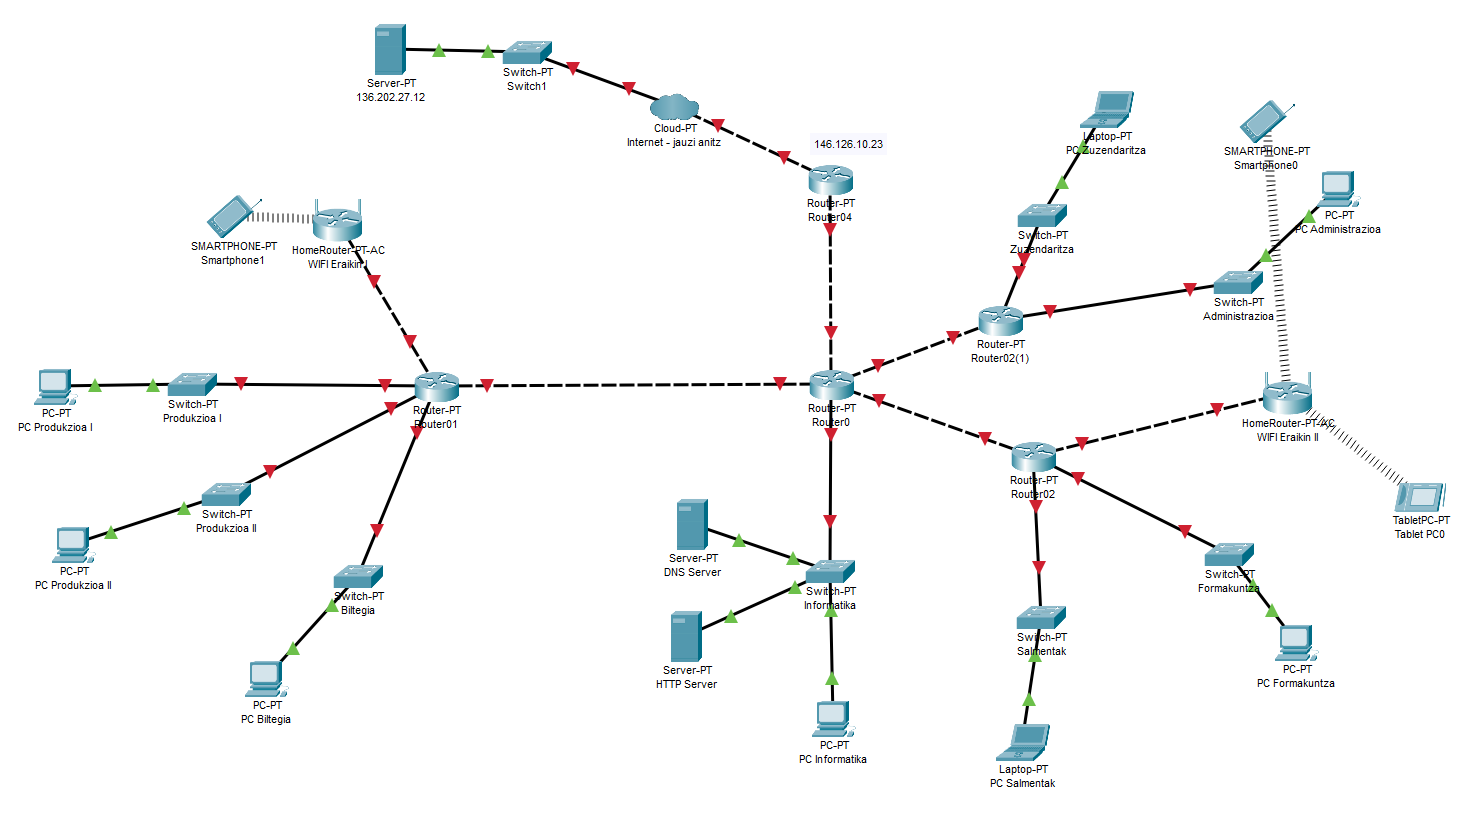 Server-PT
136.202.27.12
Switch-PT
Switch1
Cloud-PT
Internet - jauzi anitz
146.126.10.23
Router-PT
Router04
Laptop-PT
PC Zuzendaritza
SMARTPHONE-PT
Smartphone0
PC-PT
PC Administrazioa
SMARTPHONE-PT
Smartphone1
HomeRouter-PT-AC
WIFI Eraikin I
Switch-PT
Zuzendaritza
Switch-PT
Administrazioa
Router-PT
Router02(1)
PC-PT
PC Produkzioa I
Switch-PT
Produkzioa I
Router-PT
Router01
Router-PT
Router0
HomeRouter-PT-AC
WIFI Eraikin II
Router-PT
Router02
TabletPC-PT
Tablet PC0
Switch-PT
Produkzioa II
PC-PT
PC Produkzioa II
Server-PT
DNS Server
Switch-PT
Informatika
Switch-PT
Formakuntza
Switch-PT
Biltegia
Switch-PT
Salmentak
Server-PT
HTTP Server
PC-PT
PC Formakuntza
PC-PT
PC Biltegia
PC-PT
PC Informatika
Laptop-PT
PC Salmentak